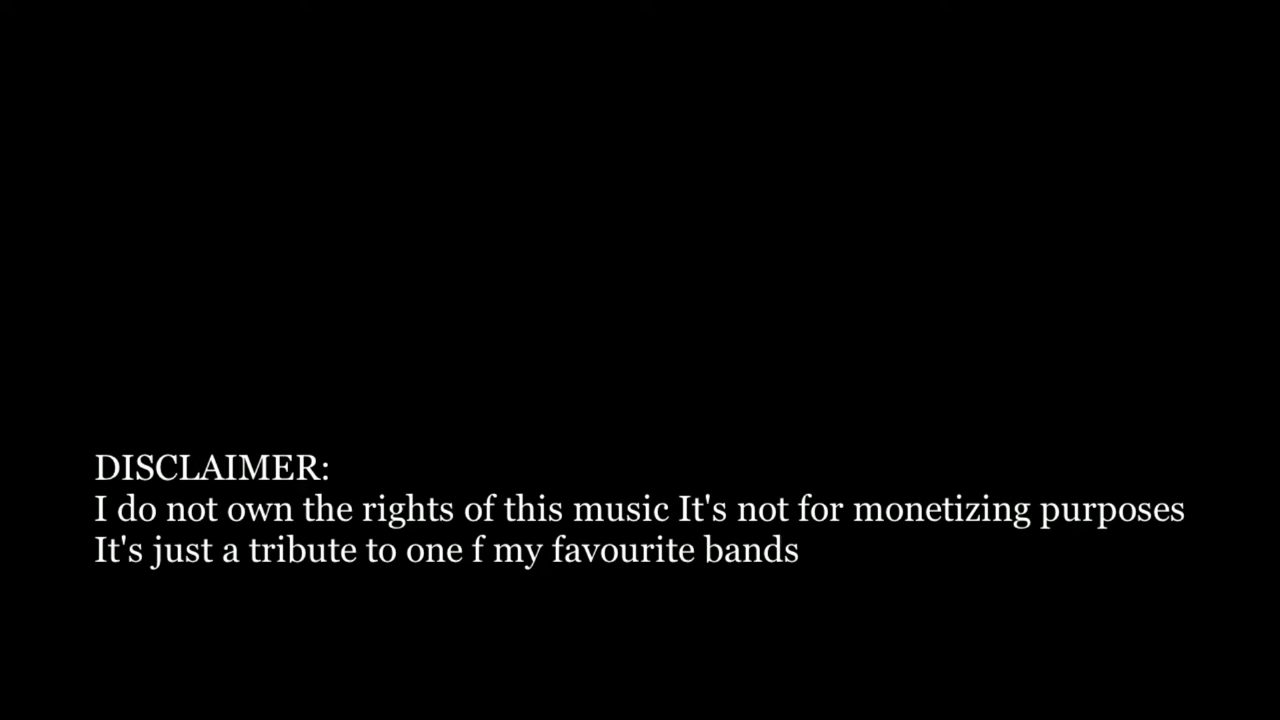 DISCLAIMER:
I do not own the rights of this music It's not for monetizing purposes
It's just a tribute to one f my favourite bands